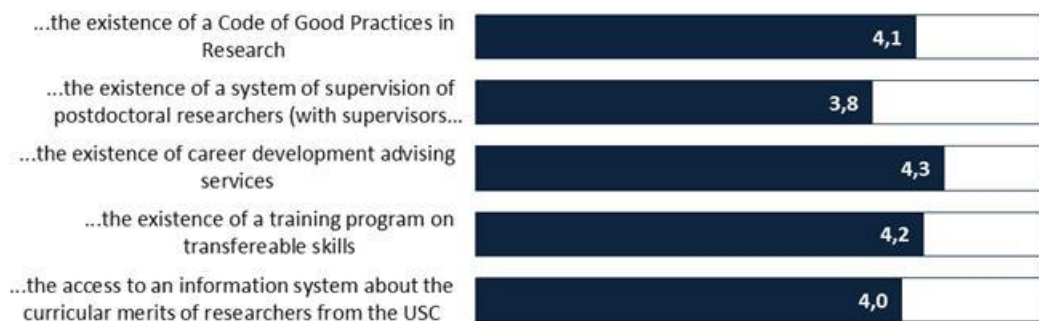 ...the existence of a Code of Good Practices in
Research
4,1
...the existence of a system of supervision of
postdoctoral researchers (with supervisors...
3,8
...the existence of career development advising
services
4,3
...the existence of a training program on
transfereable skills
4,2
...the access to an information system about the
curricular merits of researchers from the USC
4,0